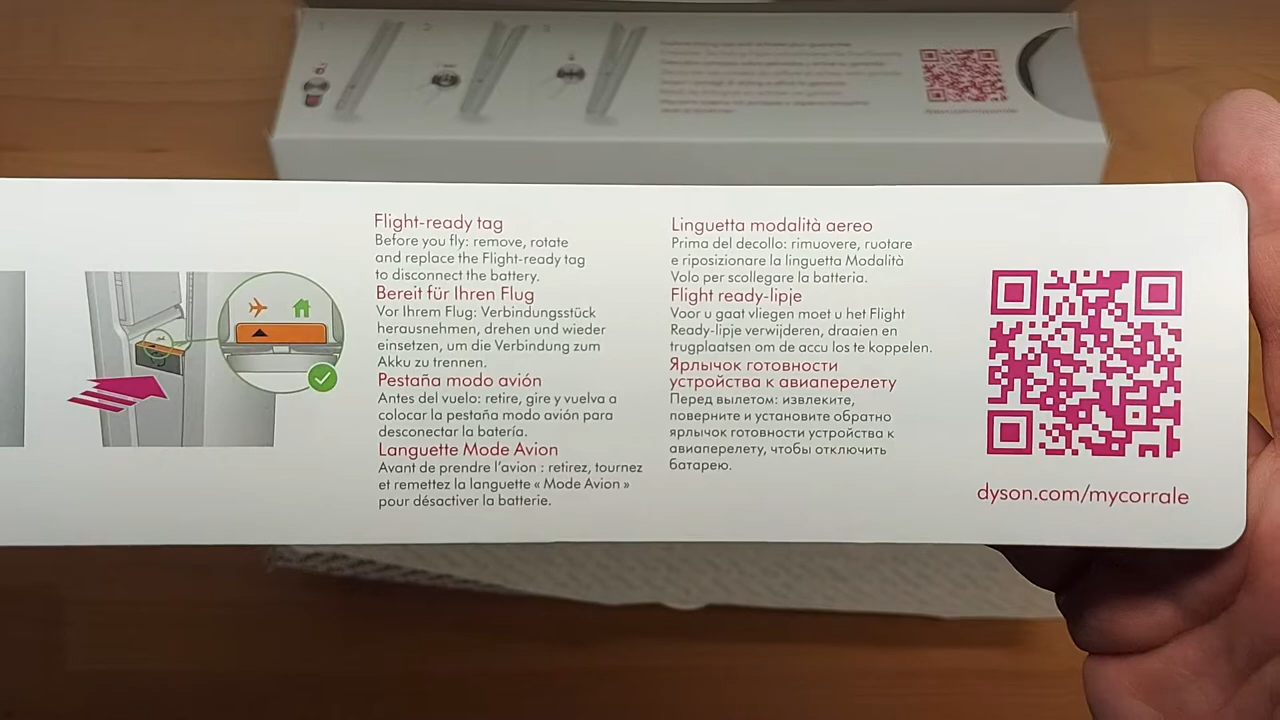 1
2
3
Flight-ready tag
Before you fly: remove, rotate
and replace the Flight-ready tag
to disconnect the battery.
Bereit für Ihren Flug
Vor Ihrem Flug: Verbindungsstück
herausnehmen, drehen und wieder
einsetzen, um die Verbindung zum
Akku zu trennen.
Pestaña modo avión
Antes del vuelo: retire, gire y vuelva a
colocar la pestaña modo avión para
desconectar la batería.
Languette Mode Avion
Avant de prendre l'avion : retirez, tournez
et remettez la languette « Mode Avion »
pour désactiver la batterie.
Linguetta modalità aereo
Prima del decollo: rimuovere, ruotare
e riposizionare la linguetta Modalità
Volo per scollegare la batteria.
Flight ready-lipje
Voor u gaat vliegen moet u het Flight
Ready-lipje verwijderen, draaien en
trugplaatsen om de accu los te koppelen.
Ярлычок готовности
устройства к авиаперелету
Перед вылетом: извлеките,
поверните и установите обратно
ярлычок готовности устройства к
авиаперелету, чтобы отключить
батарею.
dyson.com/mycorrale